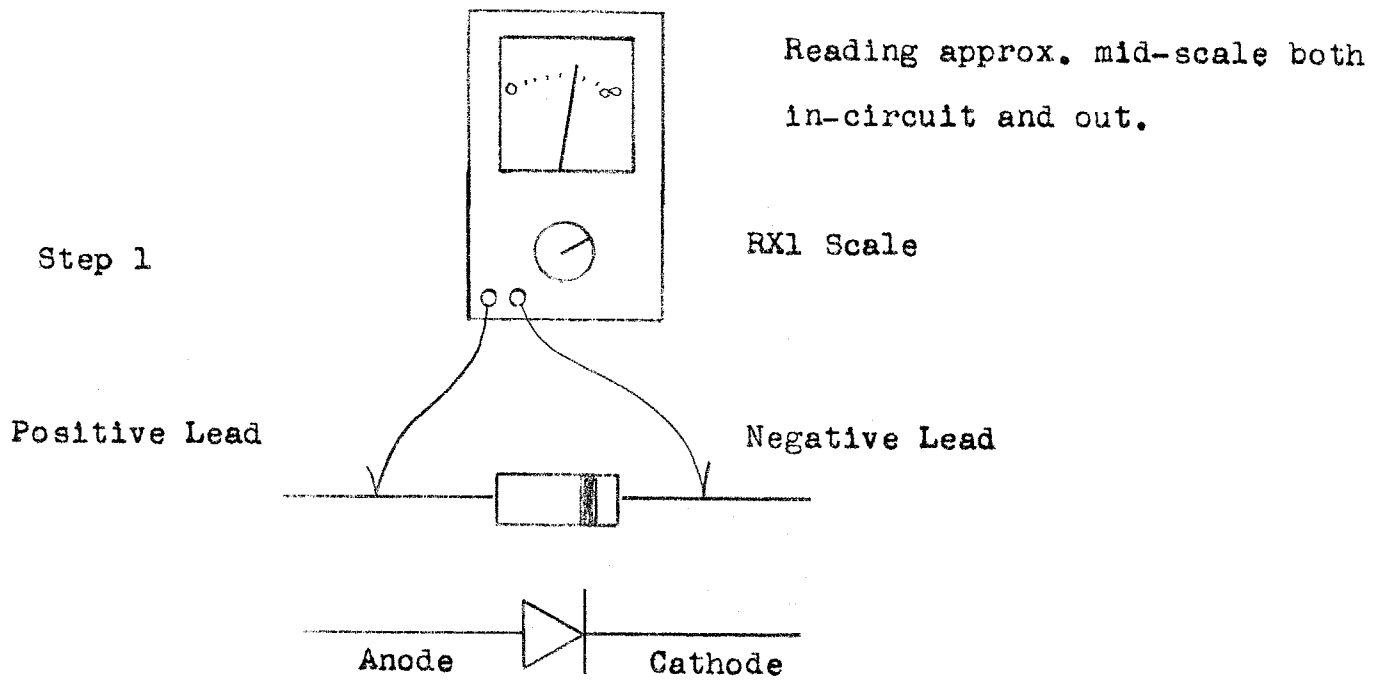 Reading approx. mid-scale both
in-circuit and out.
0 ∞
Step 1
RX1 Scale
Positive Lead
Negative Lead
Anode
Cathode